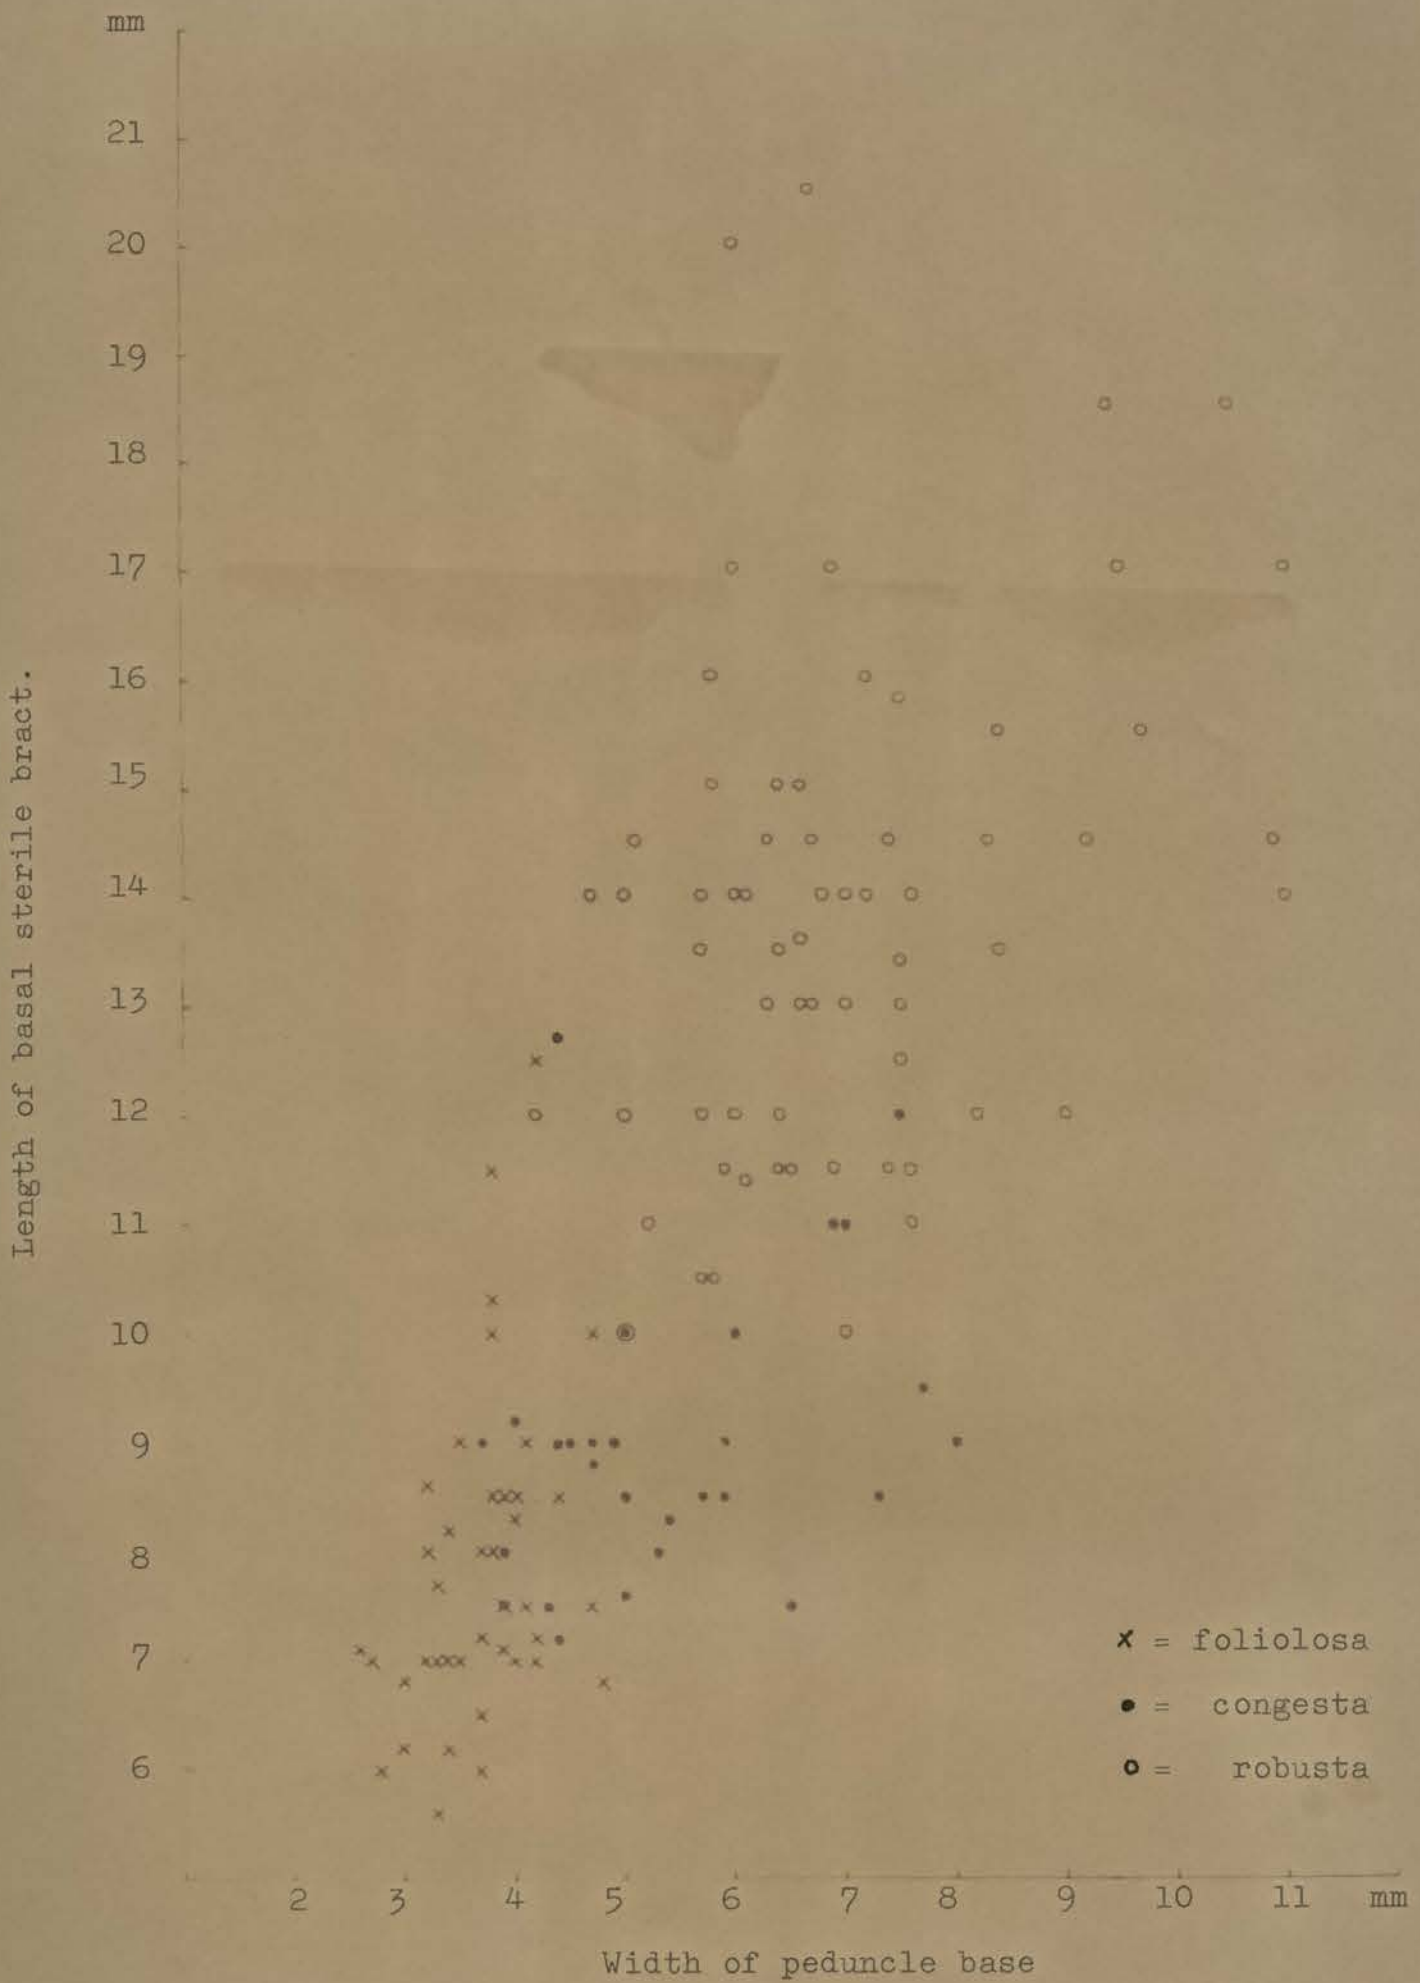 mm
21
20
19
18
17
16
15
14
13
12
11
10
9
8
7
6
Length of basal sterile bract.
x = foliolosa
• = congesta
o = robusta
2 3 4 5 6 7 8 9 10 11 mm
Width of peduncle base